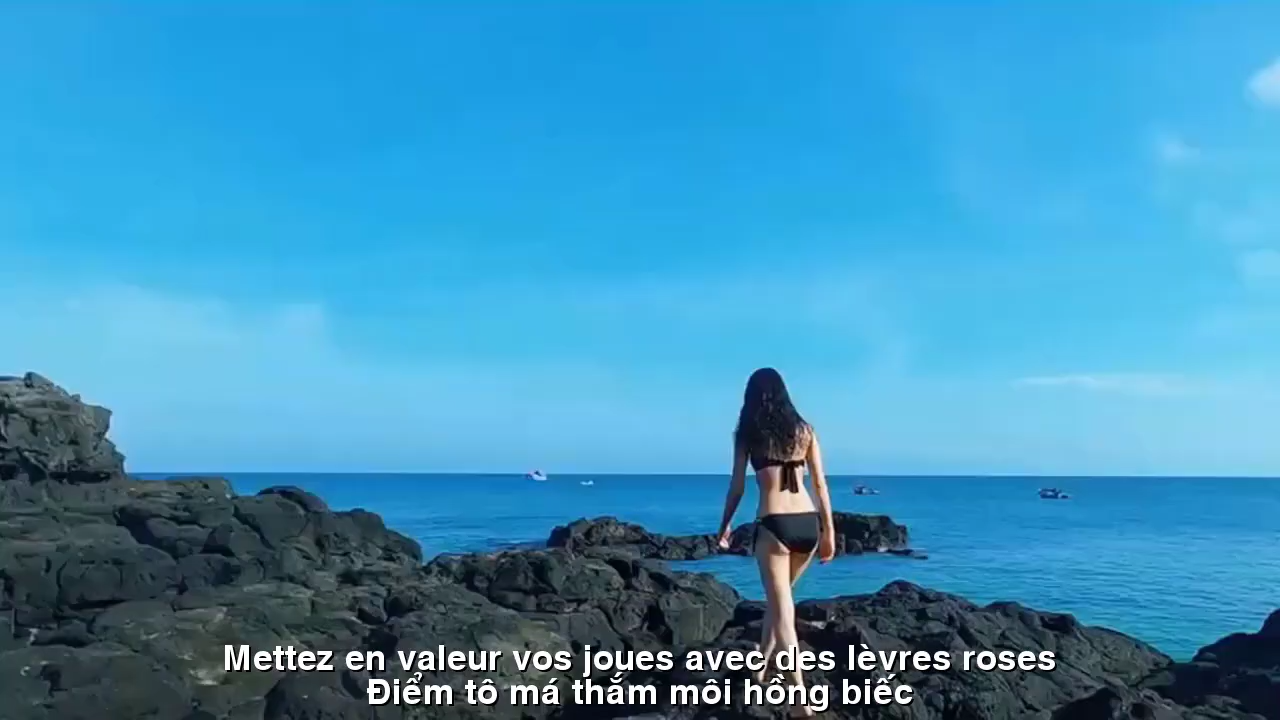 Mettez en valeur vos joues avec des lèvres roses
Điểm tô má thắm môi hồng biếc